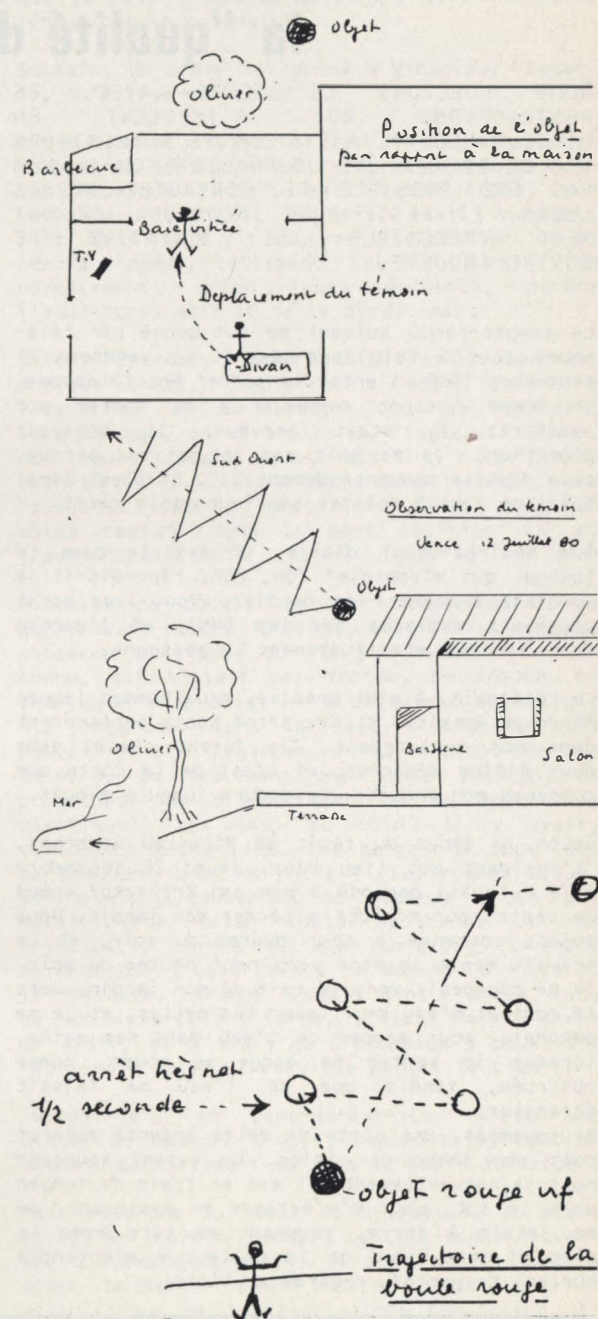 Objet
Olivier
Position de l'objet
par rapport à la maison
Barbecue
Baie vitrée
T.V
Deplacement du témoin
Divan
Sud Ouest
Observation du temoin
Vence 12 Juillet 80
Objet
Olivier
Barbecue
Salon
Mer
Terrasse
arrêt très net
1/2 seconde
objet rouge vif
Trajectoire de la
boule rouge